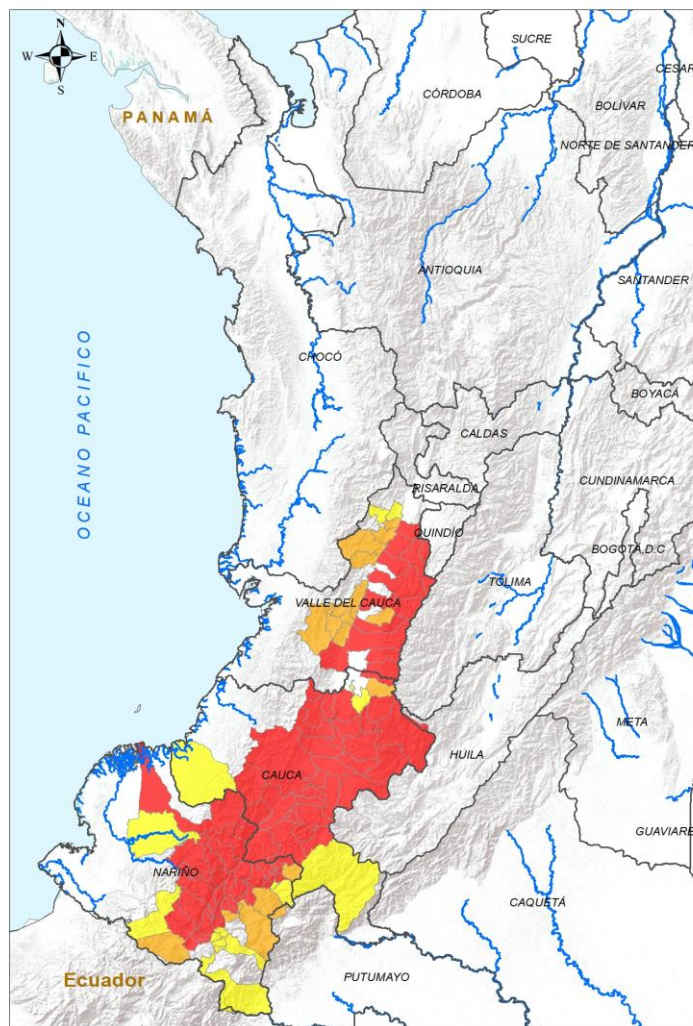 N
W E
S
SUCRE
CESAR
CÓRDOBA
BOLÍVAR
PANAMÁ
NORTE DE SANTANDER
ANTIOQUIA
SANTANDER
OCEANO PACIFICO
CHOCÓ
BOYACÁ
CALDAS
CUNDINAMARCA
RISARALDA
QUINDÍO
BOGOTÁ, D.C
TOLIMA
VALLE DEL CAUCA
META
HUILA
CAUCA
GUAVIARE
NARIÑO
CAQUETÁ
PUTUMAYO
Ecuador